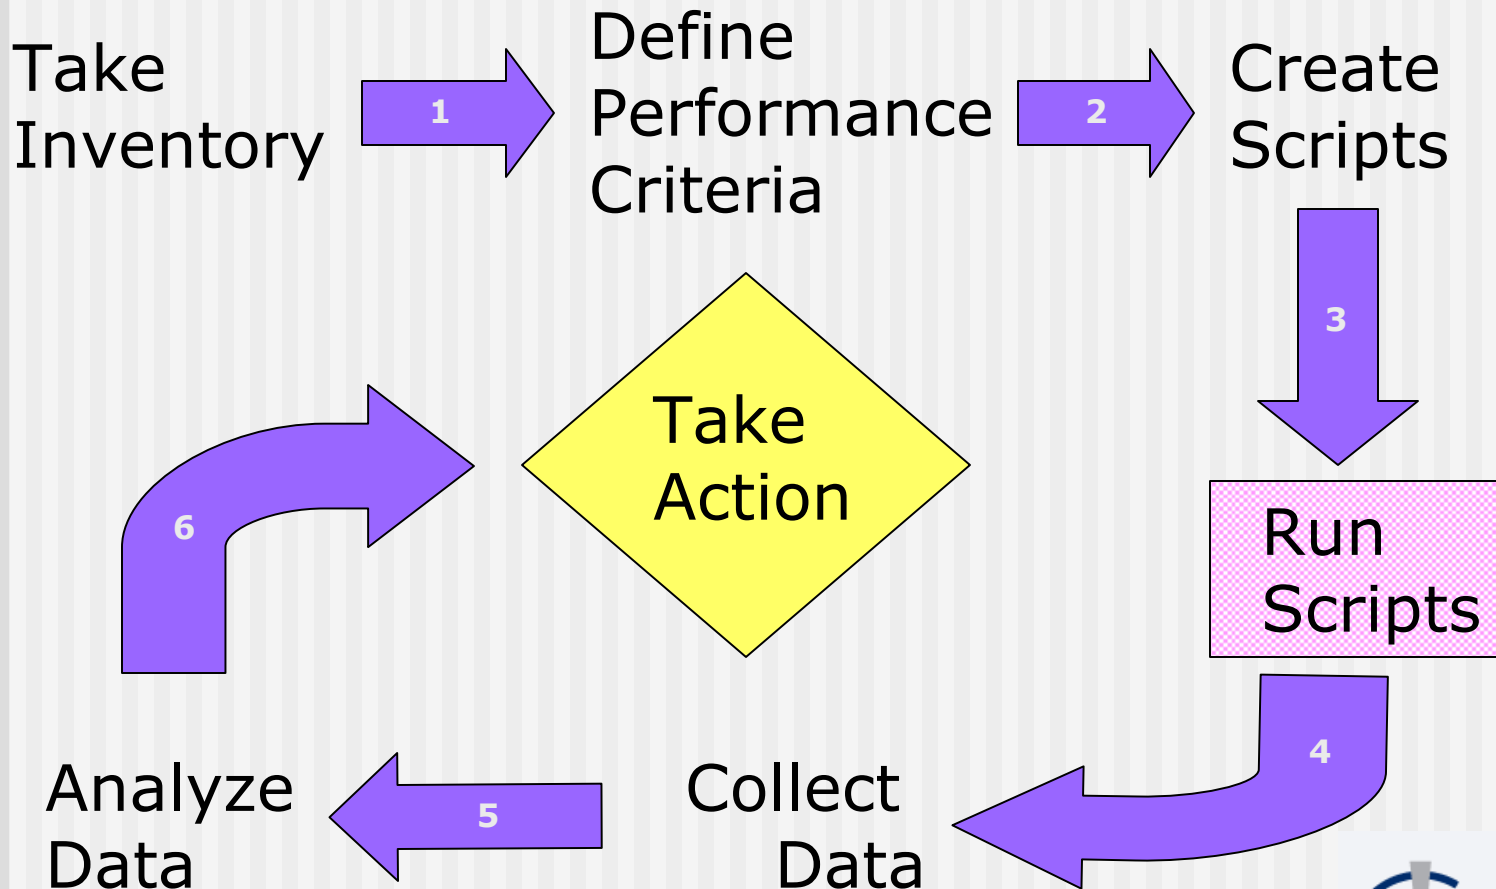 Take
Inventory
1
Define
Performance
Criteria
2
Create
Scripts
3
Take
Action
6
Run
Scripts
4
Analyze
Data
5
Collect
Data